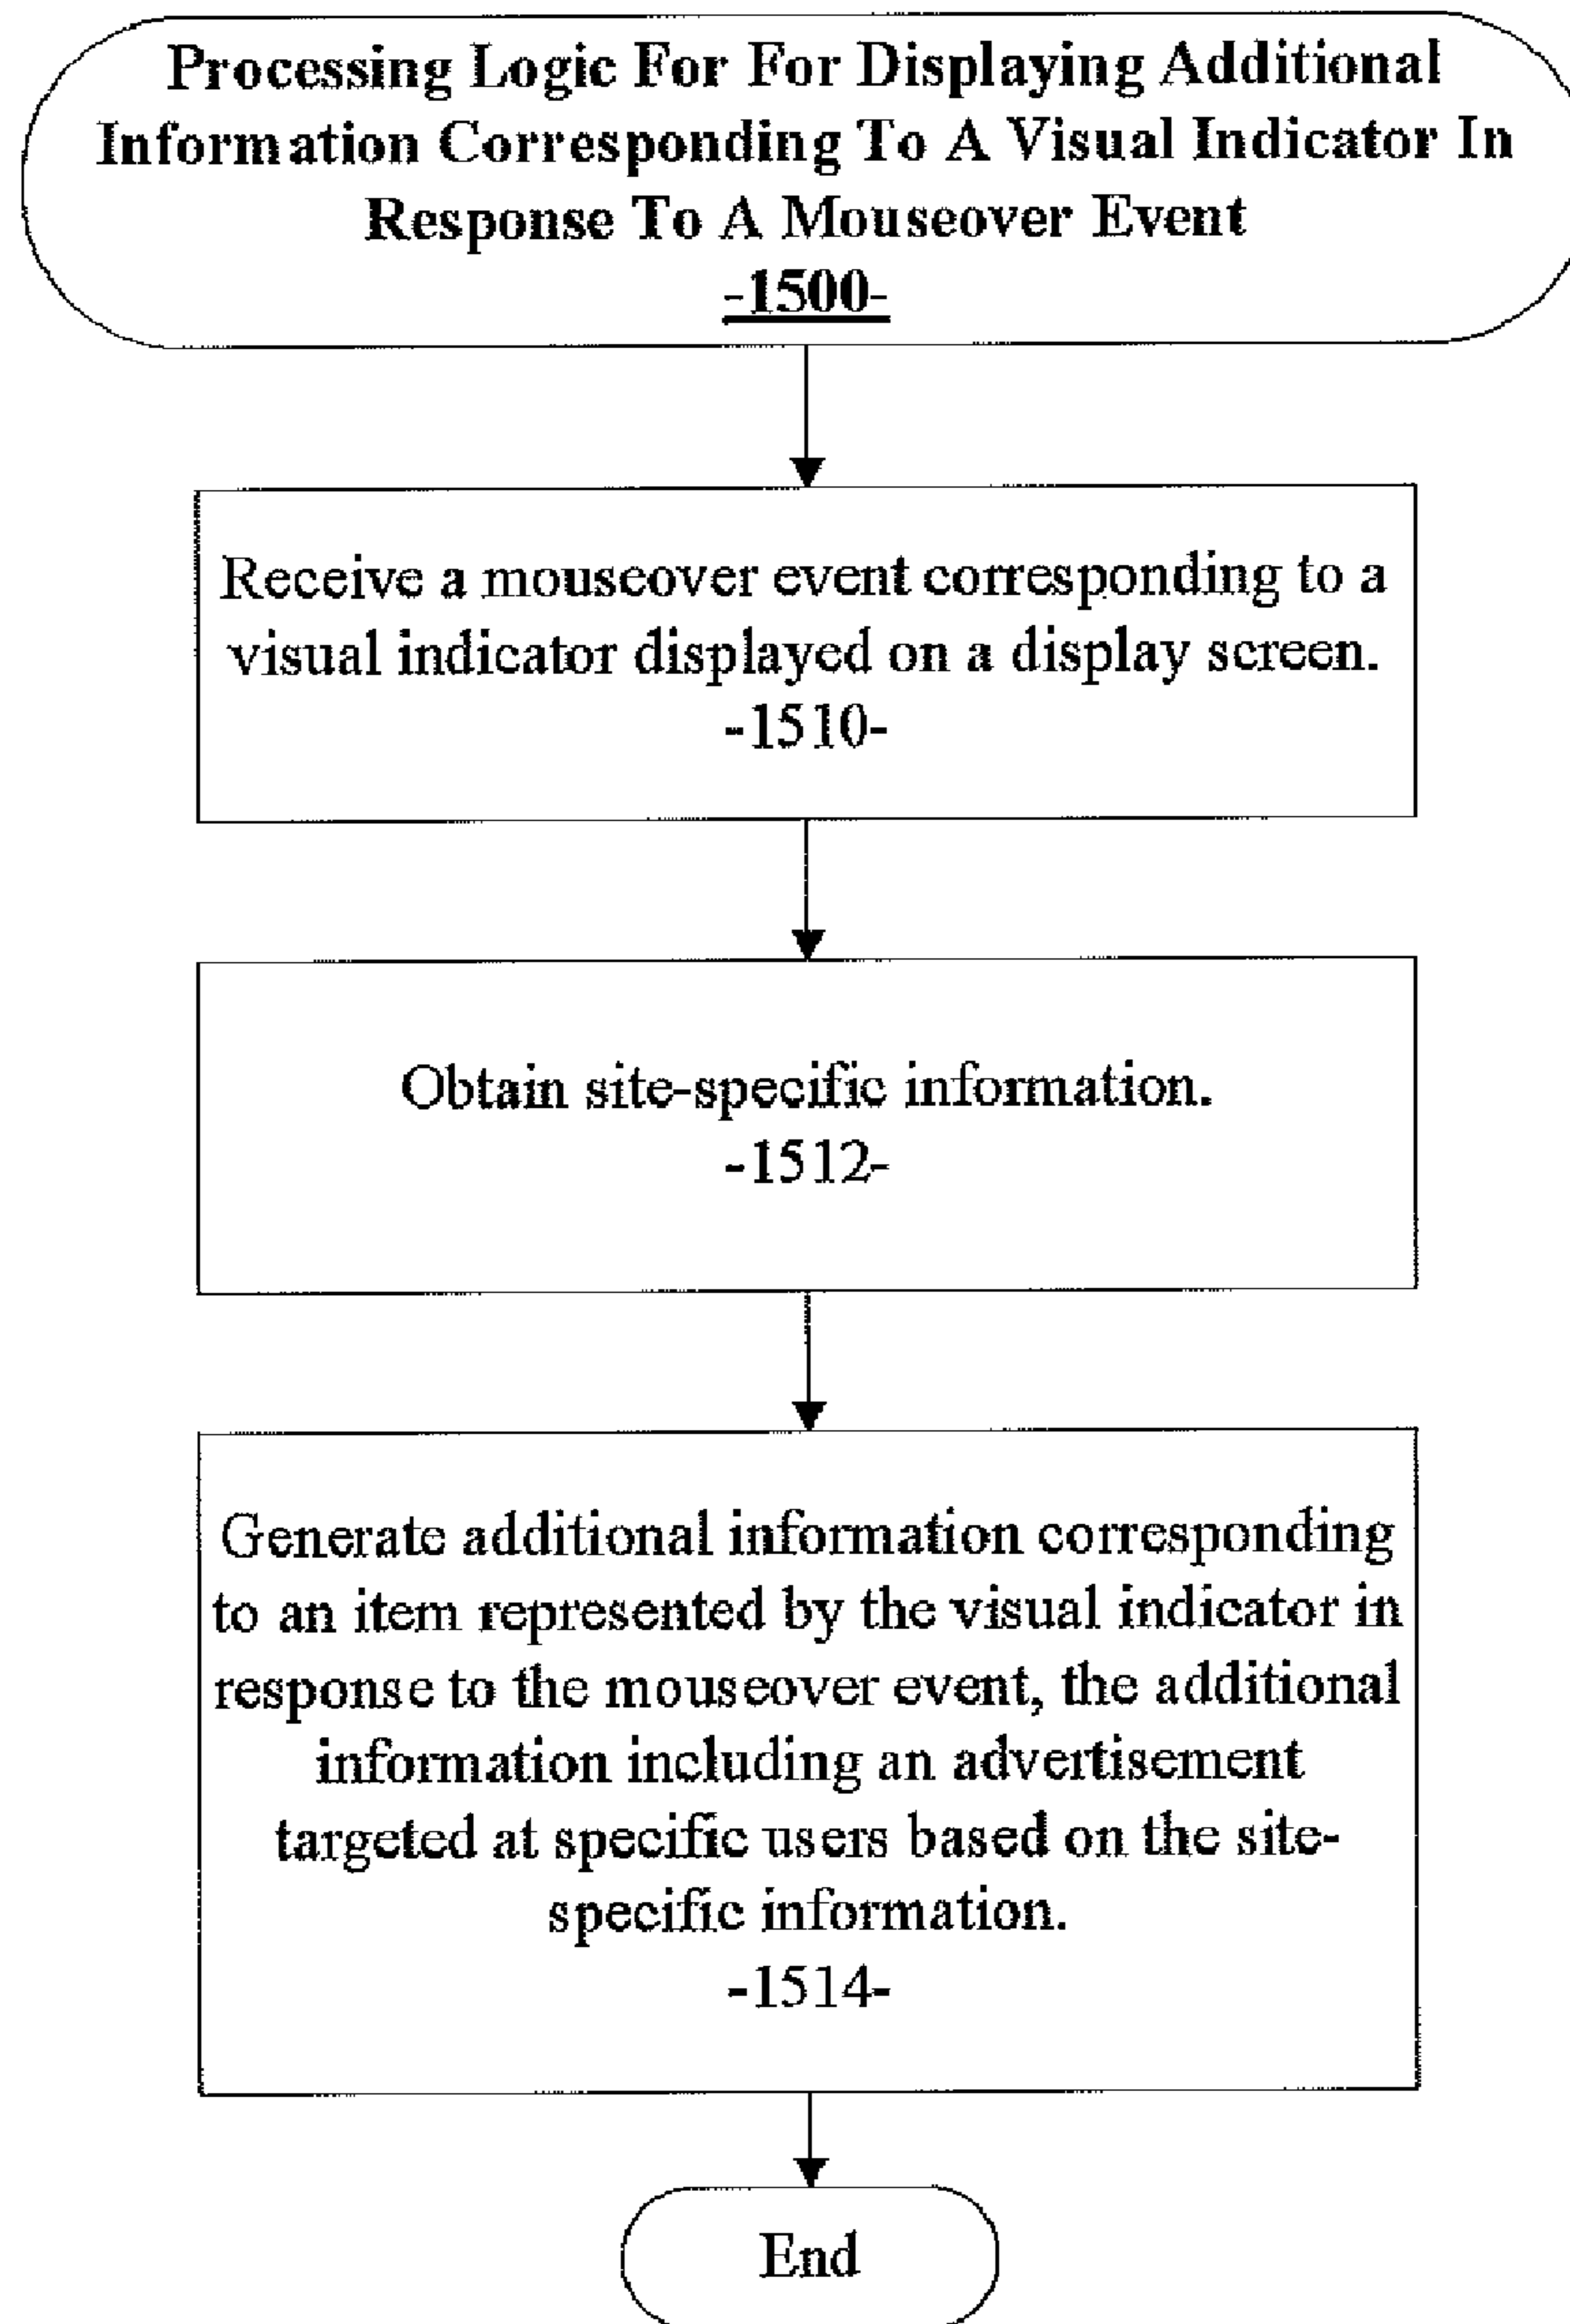 Processing Logic For For Displaying Additional
Information Corresponding To A Visual Indicator In
Response To A Mouseover Event
-1500-
Receive a mouseover event corresponding to a
visual indicator displayed on a display screen.
-1510-
Obtain site-specific information.
-1512-
Generate additional information corresponding
to an item represented by the visual indicator in
response to the mouseover event, the additional
information including an advertisement
targeted at specific users based on the site-
specific information.
-1514-
End